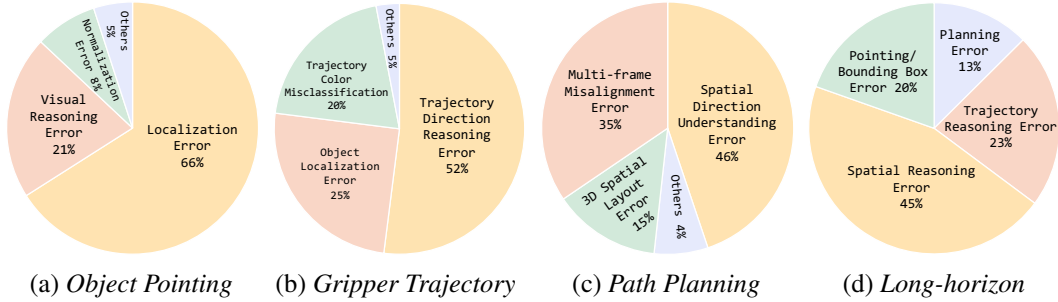 Others
5%
Normalization
Error 8%
Visual
Reasoning
Error
21%
Localization
Error
66%
(a) Object Pointing
Others 5%
Trajectory
Color
Misclassification
20%
Object
Localization
Error
25%
Trajectory
Direction
Reasoning
Error
52%
(b) Gripper Trajectory
Multi-frame
Misalignment
Error
35%
Spatial
Direction
Understanding
Error
46%
3D Spatial
Layout
Error
15%
Others 4%
(c) Path Planning
Planning
Error
13%
Pointing/
Bounding Box
Error 20%
Trajectory
Reasoning Error
23%
Spatial Reasoning
Error
45%
(d) Long-horizon